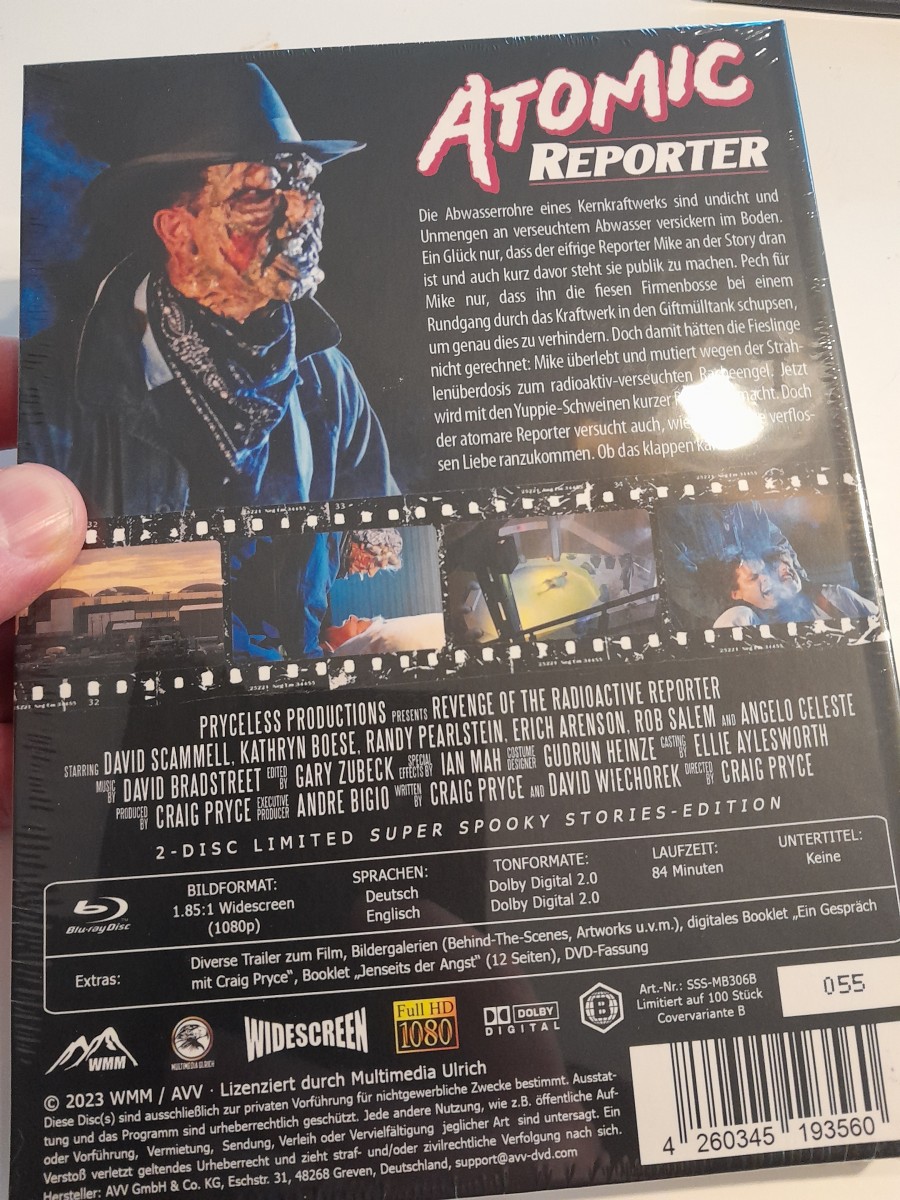 ATOMIC
REPORTER
Die Abwasserrohre eines Kernkraftwerks sind undicht und
Unmengen an verseuchtem Abwasser versickern im Boden.
Ein Glück nur, dass der eifrige Reporter Mike an der Story dran
ist und auch kurz davor steht sie publik zu machen. Pech für
Mike nur, dass ihn die fiesen Firmenbosse bei einem
Rundgang durch das Kraftwerk in den Giftmülltank schupsen,
um genau dies zu verhindern. Doch damit hätten die Fieslinge
nicht gerechnet: Mike überlebt und mutiert wegen der Strah-
lenüberdosis zum radioaktiv-verseuchten Jetzt
wird mit den Yuppie-Schweinen kurzer Doch
der atomare Reporter versucht auch, verflos-
sen Liebe ranzukommen. Ob das klappen
32 33
32
PRYCELESS PRODUCTIONS PRESENTS REVENGE OF THE RADIOACTIVE REPORTER
STARRING DAVID SCAMMELL, KATHRYN BOESE, RANDY PEARLSTEIN, ERICH ARENSON, ROB SALEM AND ANGELO CELESTE
MUSIC BY DAVID BRADSTREET EDITED BY GARY ZUBECK SPECIAL EFFECTS BY IAN MAH COSTUME DESIGNER GUDRUN HEINZE CASTING BY ELLIE AYLESWORTH
PRODUCED BY CRAIG PRYCE EXECUTIVE PRODUCER ANDRE BIGIO WRITTEN BY CRAIG PRYCE AND DAVID WIECHOREK DIRECTED BY CRAIG PRYCE
2-DISC LIMITED SUPER SPOOKY STORIES-EDITION
Blu-ray Disc
BILDFORMAT:
1.85:1 Widescreen
(1080p)
SPRACHEN:
Deutsch
Englisch
TONFORMATE:
Dolby Digital 2.0
Dolby Digital 2.0
LAUFZEIT:
84 Minuten
UNTERTITEL:
Keine
Extras:
Diverse Trailer zum Film, Bildergalerien (Behind-The-Scenes, Artworks u.v.m.), digitales Booklet „Ein Gespräch
mit Craig Pryce“, Booklet „Jenseits der Angst“ (12 Seiten), DVD-Fassung
WMM
MULTIMEDIA ULRICH
WIDESCREEN
Full HD
1080
DOLBY
DIGITAL
B
Art.-Nr.: SSS-MB306B
Limitiert auf 100 Stück
Covervariante B
055
© 2023 WMM / AVV · Lizenziert durch Multimedia Ulrich
Diese Disc(s) sind ausschließlich zur privaten Vorführung für nichtgewerbliche Zwecke bestimmt. Ausstat-
tung und das Programm sind urheberrechtlich geschützt. Jede andere Nutzung, wie z.B. öffentliche Auf-
oder Vorführung, Vermietung, Sendung, Verleih oder Vervielfältigung jeglicher Art sind untersagt. Ein
Verstoß verletzt geltendes Urheberrecht und zieht straf- und/oder zivilrechtliche Verfolgung nach sich.
Hersteller: AVV GmbH & Co. KG, Eschstr. 31, 48268 Greven, Deutschland, support@avv-dvd.com
4 260345 193560